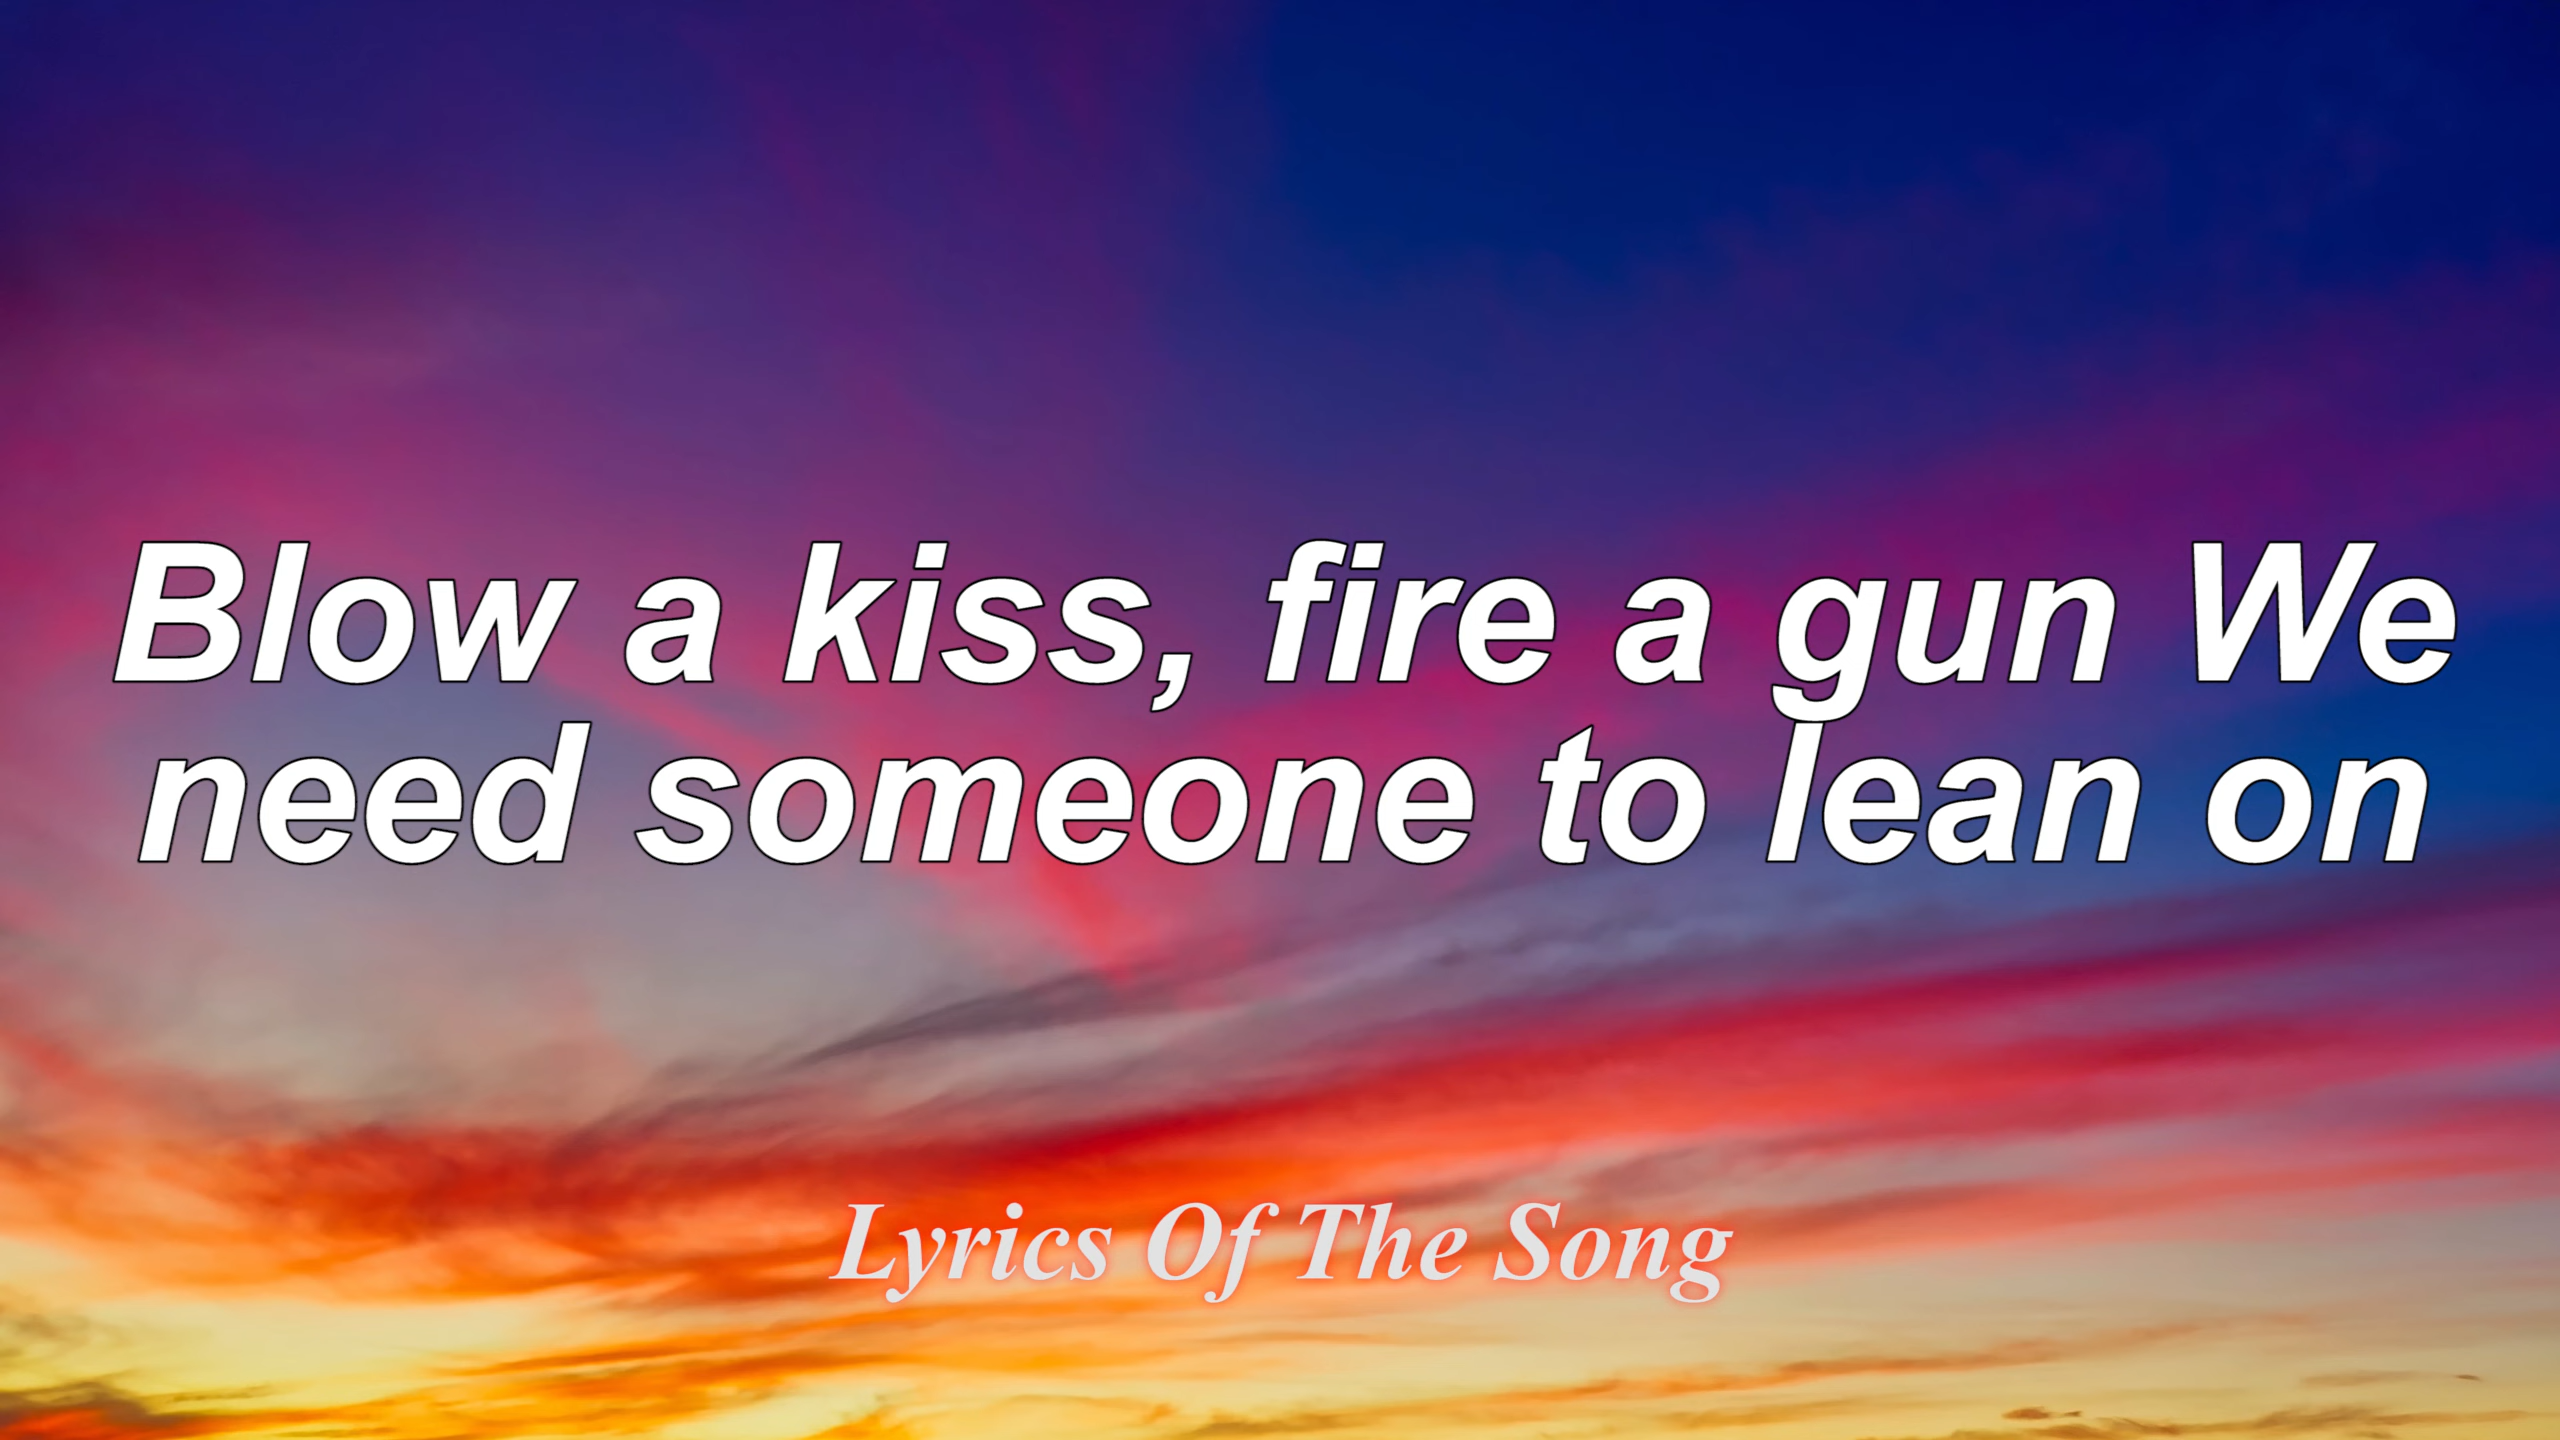 Blow a kiss, fire a gun We
need someone to lean on
Lyrics Of The Song